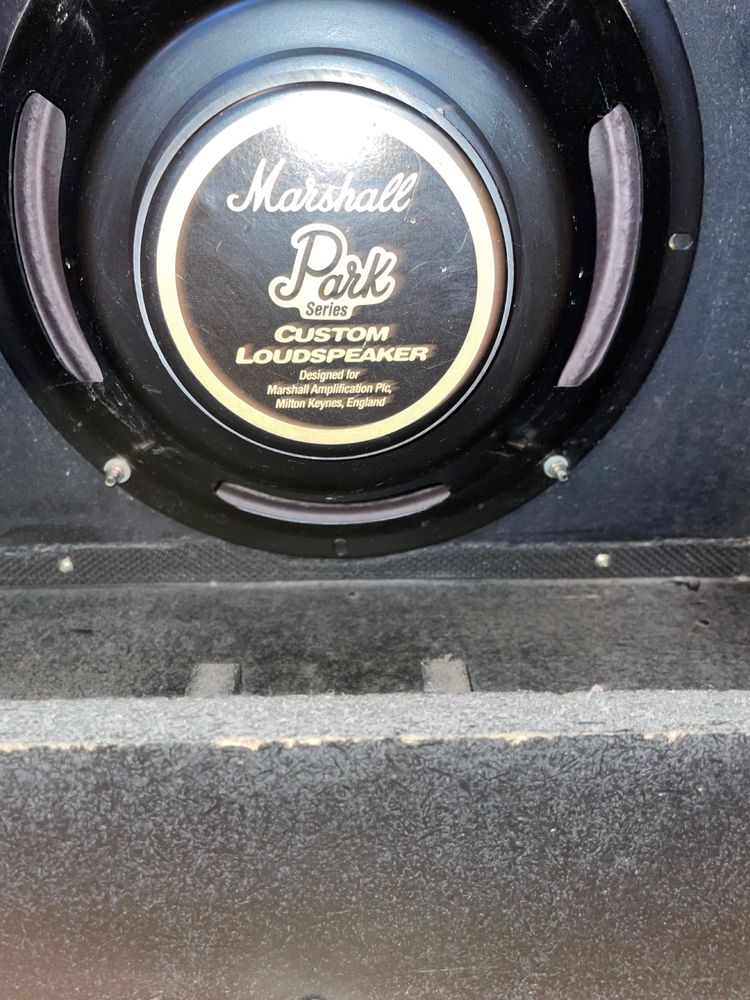 Marshall
Park
Series
CUSTOM
LOUDSPEAKER
Designed for
Marshall Amplification Plc,
Milton Keynes, England